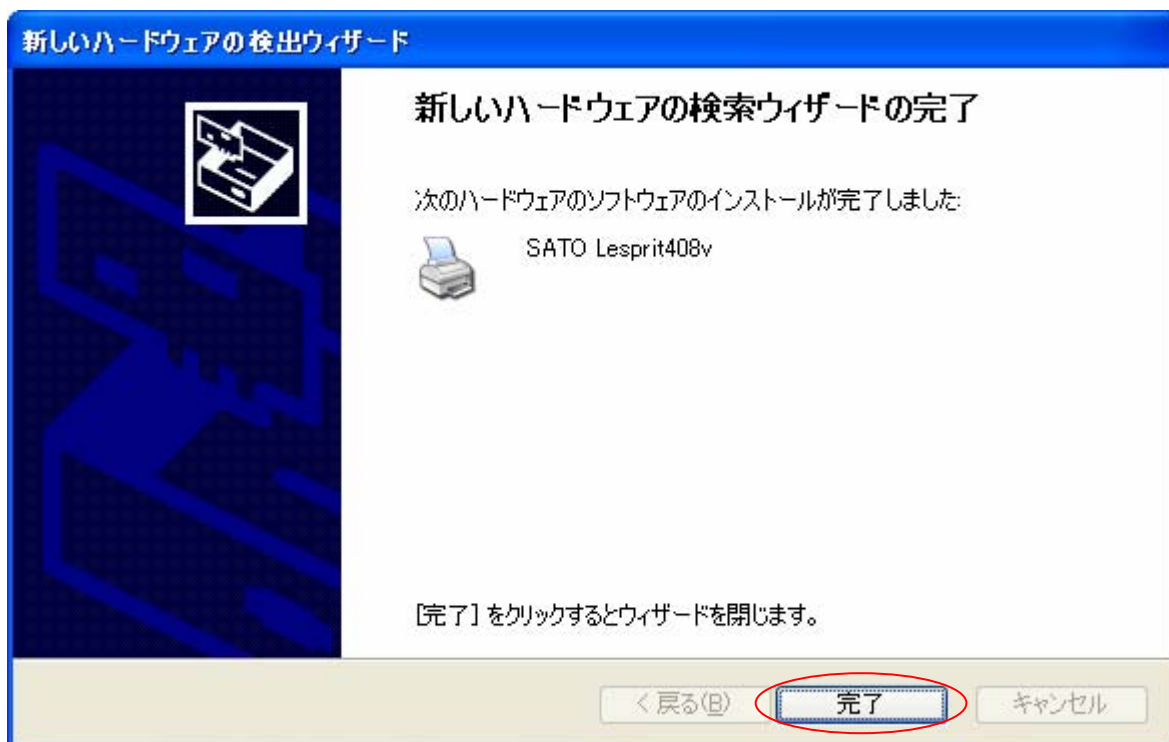 新しいハードウェアの検出ウィザード
新しいハードウェアの検索ウィザードの完了
次のハードウェアのソフトウェアのインストールが完了しました:
SATO Lesprit408v
[完了] をクリックするとウィザードを閉じます。
< 戻る(B)
完了
キャンセル